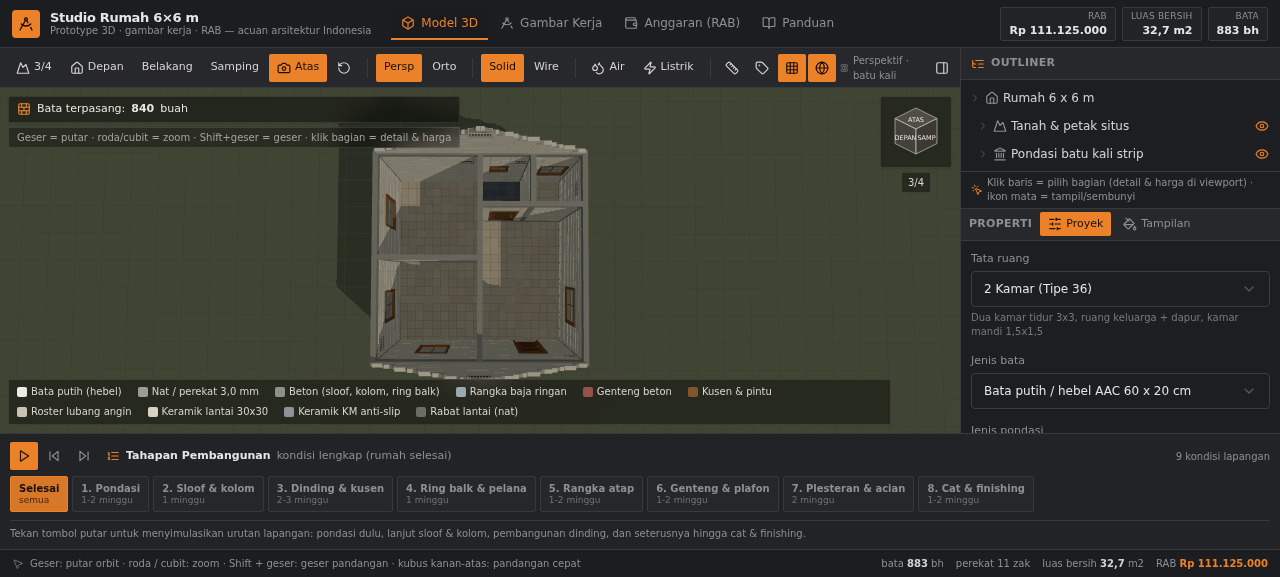 Studio Rumah 6×6 m
Prototype 3D · gambar kerja · RAB — acuan arsitektur Indonesia
Model 3D
Gambar Kerja
Anggaran (RAB)
Panduan
RAB
Rp 111.125.000
LUAS BERSIH
32,7 m2
BATA
883 bh
3/4
Depan
Belakang
Samping
Atas
Persp
Orto
Solid
Wire
Air
Listrik
Perspektif ·
batu kali
OUTLINER
Rumah 6 x 6 m
Tanah & petak situs
Pondasi batu kali strip
Klik baris = pilih bagian (detail & harga di viewport) ·
ikon mata = tampil/sembunyi
PROPERTI
Proyek
Tampilan
Tata ruang
2 Kamar (Tipe 36)
Dua kamar tidur 3x3, ruang keluarga + dapur, kamar
mandi 1,5x1,5
Jenis bata
Bata putih / hebel AAC 60 x 20 cm
Jenis pondasi
Bata terpasang: 840 buah
Geser = putar · roda/cubit = zoom · Shift+geser = geser · klik bagian = detail & harga
ATAS
DEPAN
SAMP
3/4
Bata putih (hebel)
Nat / perekat 3,0 mm
Beton (sloof, kolom, ring balk)
Rangka baja ringan
Genteng beton
Kusen & pintu
Roster lubang angin
Keramik lantai 30x30
Keramik KM anti-slip
Rabat lantai (nat)
Tahapan Pembangunan kondisi lengkap (rumah selesai)
9 kondisi lapangan
Selesai
semua
1. Pondasi
1-2 minggu
2. Sloof & kolom
1 minggu
3. Dinding & kusen
2-3 minggu
4. Ring balk & pelana
1 minggu
5. Rangka atap
1-2 minggu
6. Genteng & plafon
1-2 minggu
7. Plesteran & acian
2 minggu
8. Cat & finishing
1-2 minggu
Tekan tombol putar untuk menyimulasikan urutan lapangan: pondasi dulu, lanjut sloof & kolom, pembangunan dinding, dan seterusnya hingga cat & finishing.
Geser: putar orbit · roda / cubit: zoom · Shift + geser: geser pandangan · kubus kanan-atas: pandangan cepat
bata 883 bh
perekat 11 zak
luas bersih 32,7 m2
RAB Rp 111.125.000